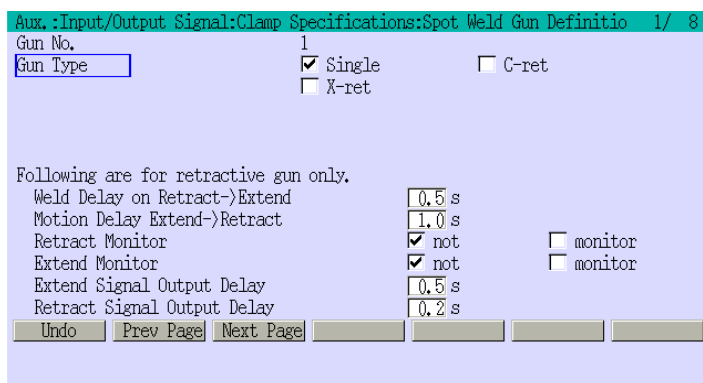 Aux.:Input/Output Signal:Clamp Specifications:Spot Weld Gun Definitio 1/ 8
Gun No. 1
Gun Type Single C-ret
X-ret
Following are for retractive gun only.
Weld Delay on Retract->Extend 0.5 s
Motion Delay Extend->Retract 1.0 s
Retract Monitor not monitor
Extend Monitor not monitor
Extend Signal Output Delay 0.5 s
Retract Signal Output Delay 0.2 s
Undo Prev Page Next Page